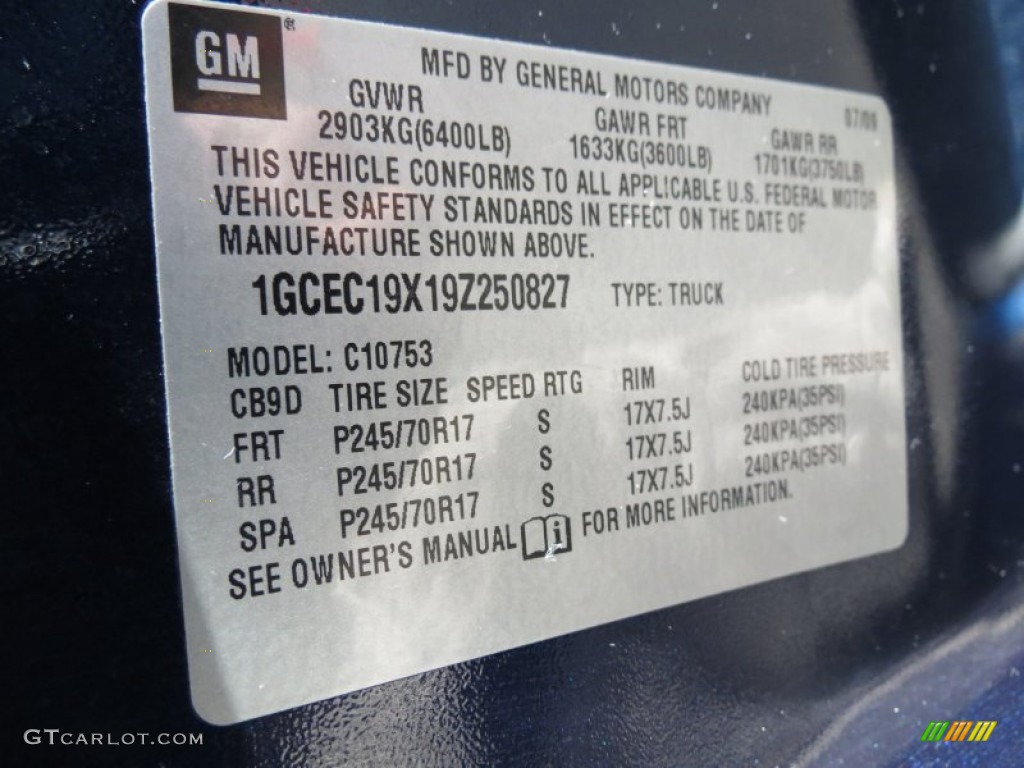 GM ®
MFD BY GENERAL MOTORS COMPANY 07/09
GVWR GAWR FRT GAWR RR
2903KG(6400LB) 1633KG(3600LB) 1701KG(3750LB)
THIS VEHICLE CONFORMS TO ALL APPLICABLE U.S. FEDERAL MOTOR
VEHICLE SAFETY STANDARDS IN EFFECT ON THE DATE OF
MANUFACTURE SHOWN ABOVE.
1GCEC19X19Z250827 TYPE: TRUCK
MODEL: C10753
CB9D TIRE SIZE SPEED RTG RIM COLD TIRE PRESSURE
FRT P245/70R17 S 17X7.5J 240KPA(35PSI)
RR P245/70R17 S 17X7.5J 240KPA(35PSI)
SPA P245/70R17 S 17X7.5J 240KPA(35PSI)
SEE OWNER'S MANUAL i FOR MORE INFORMATION.
GTCARLOT.COM